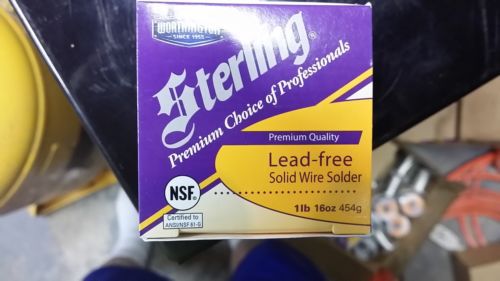 WORTHINGTON
SINCE 1955
Sterling®
Premium Choice of Professionals
Premium Quality
Lead-free
Solid Wire Solder
NSF®
Certified to
ANSI/NSF 61-G
1lb 16oz 454g